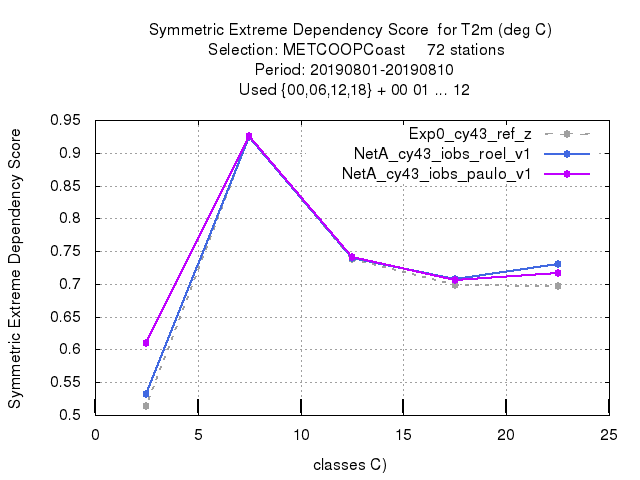 Symmetric Extreme Dependency Score  for T2m (deg C)
Selection: METCOOPCoast    72 stations
Period: 20190801-20190810
Used {00,06,12,18} + 00 01 ... 12
Symmetric Extreme Dependency Score
0.95
0.9
0.85
0.8
0.75
0.7
0.65
0.6
0.55
0.5
Exp0_cy43_ref_z
NetA_cy43_iobs_roel_v1
NetA_cy43_iobs_paulo_v1
0 5 10 15 20 25
classes C)